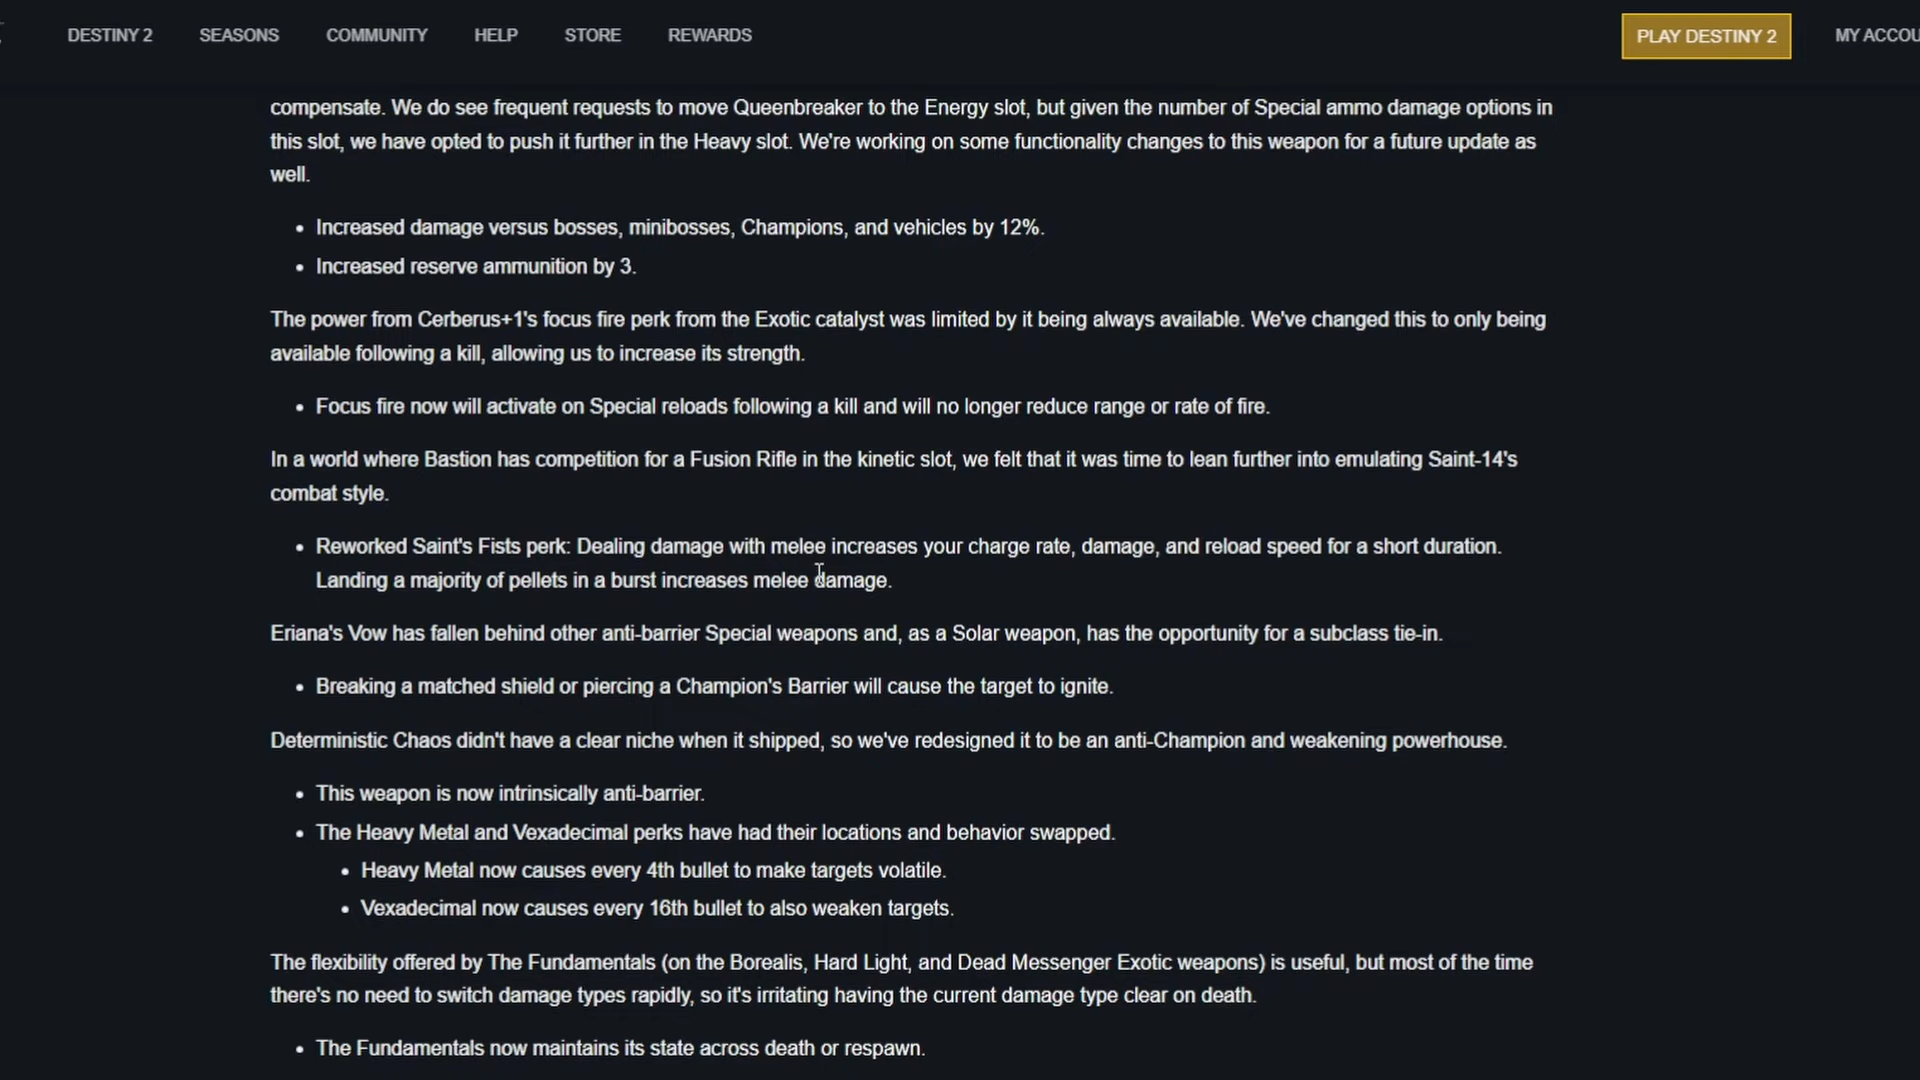 DESTINY 2 SEASONS COMMUNITY HELP STORE REWARDS PLAY DESTINY 2 MY ACCOU
compensate. We do see frequent requests to move Queenbreaker to the Energy slot, but given the number of Special ammo damage options in
this slot, we have opted to push it further in the Heavy slot. We're working on some functionality changes to this weapon for a future update as
well.
• Increased damage versus bosses, minibosses, Champions, and vehicles by 12%.
• Increased reserve ammunition by 3.
The power from Cerberus+1's focus fire perk from the Exotic catalyst was limited by it being always available. We've changed this to only being
available following a kill, allowing us to increase its strength.
• Focus fire now will activate on Special reloads following a kill and will no longer reduce range or rate of fire.
In a world where Bastion has competition for a Fusion Rifle in the kinetic slot, we felt that it was time to lean further into emulating Saint-14's
combat style.
• Reworked Saint's Fists perk: Dealing damage with melee increases your charge rate, damage, and reload speed for a short duration.
Landing a majority of pellets in a burst increases melee damage.
Eriana's Vow has fallen behind other anti-barrier Special weapons and, as a Solar weapon, has the opportunity for a subclass tie-in.
• Breaking a matched shield or piercing a Champion's Barrier will cause the target to ignite.
Deterministic Chaos didn't have a clear niche when it shipped, so we've redesigned it to be an anti-Champion and weakening powerhouse.
• This weapon is now intrinsically anti-barrier.
• The Heavy Metal and Vexadecimal perks have had their locations and behavior swapped.
• Heavy Metal now causes every 4th bullet to make targets volatile.
• Vexadecimal now causes every 16th bullet to also weaken targets.
The flexibility offered by The Fundamentals (on the Borealis, Hard Light, and Dead Messenger Exotic weapons) is useful, but most of the time
there's no need to switch damage types rapidly, so it's irritating having the current damage type clear on death.
• The Fundamentals now maintains its state across death or respawn.